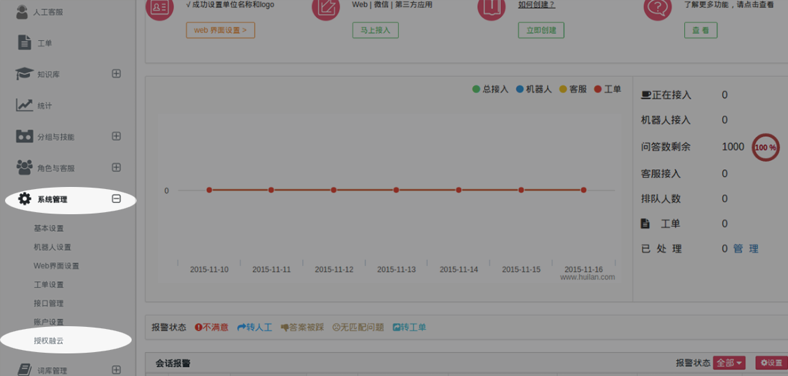 人工客服
工单
知识库
统计
分组与技能
角色与客服
系统管理
基本设置
机器人设置
Web界面设置
工单设置
接口管理
账户设置
授权融云
词库管理
√ 成功设置单位名称和logo
web 界面设置 >
Web | 微信 | 第三方应用
马上接入
如何创建？
立即创建
了解更多功能，请点击查看
查 看
总接入 机器人 客服 工单
0
2015-11-10 2015-11-11 2015-11-12 2015-11-13 2015-11-14 2015-11-15 2015-11-16
www.huilan.com
正在接入 0
机器人接入 0
问答数剩余 1000 100 %
客服接入 0
排队人数 0
工单 0
已 处 理 0 管 理
报警状态 不满意 转人工 答案被踩 无匹配问题 转工单
会话报警 报警状态 全部 设置